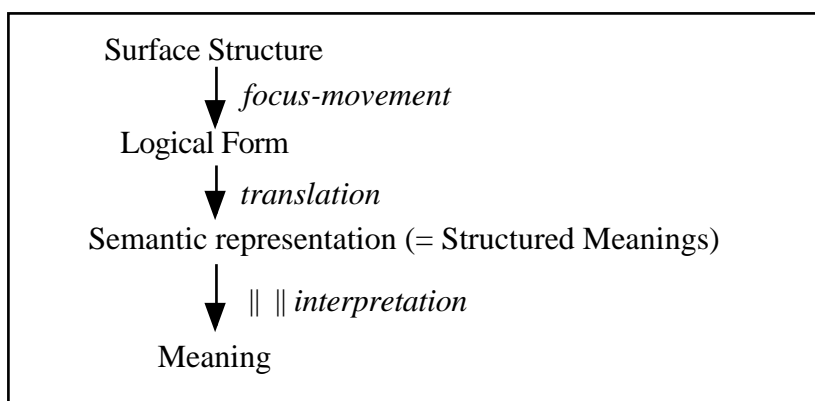 Surface Structure
focus-movement
Logical Form
translation
Semantic representation (= Structured Meanings)
|| || interpretation
Meaning